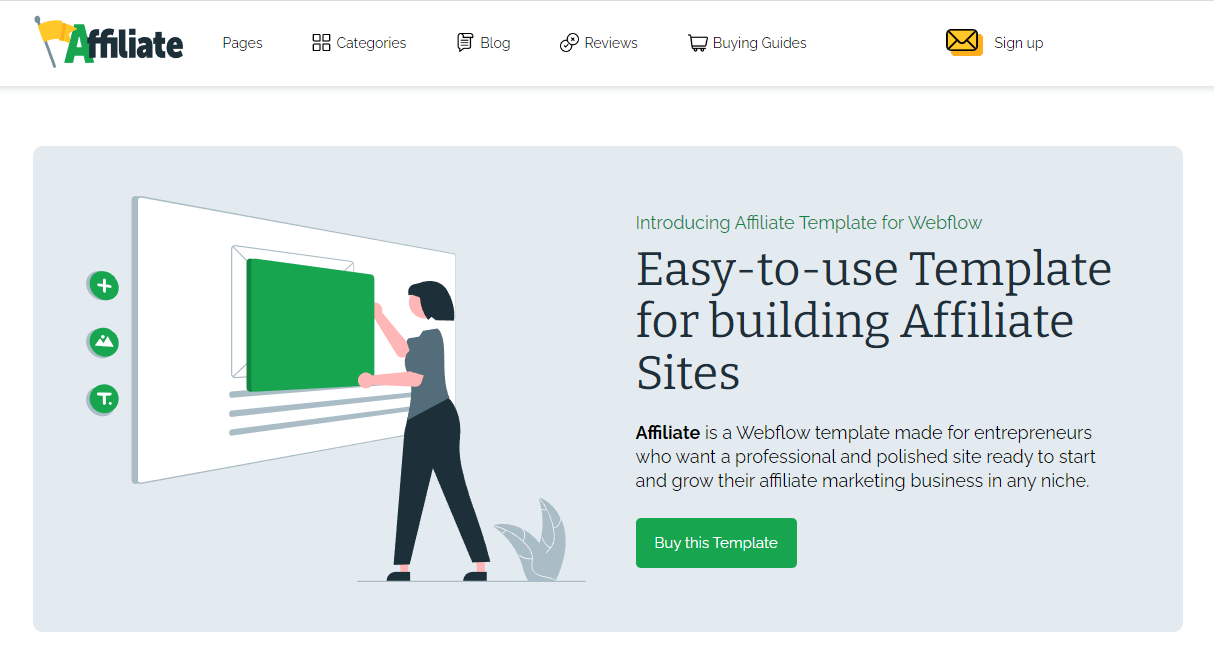 Affiliate
Pages
Categories
Blog
Reviews
Buying Guides
Sign up
Introducing Affiliate Template for Webflow
Easy-to-use Template
for building Affiliate
Sites
Affiliate is a Webflow template made for entrepreneurs
who want a professional and polished site ready to start
and grow their affiliate marketing business in any niche.
Buy this Template
T.